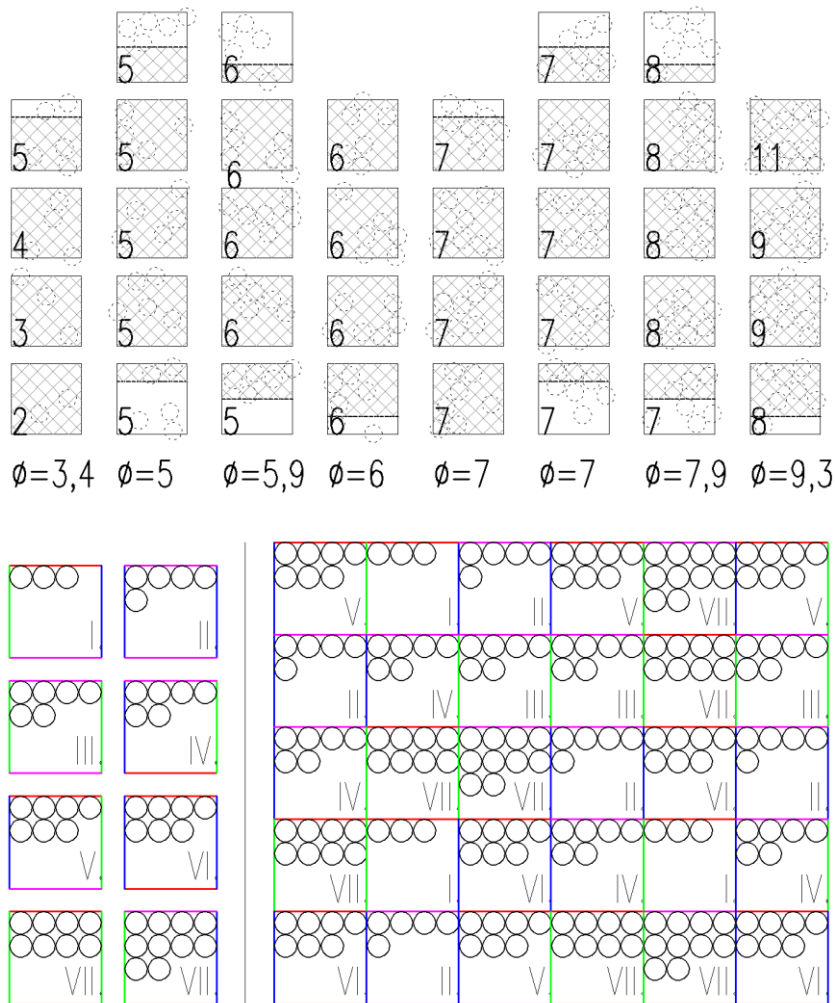 5 6 7 8
5 5 6 6 7 7 8 11
4 5 6 6 7 7 8 9
3 5 6 6 7 7 8 9
2 5 5 6 7 7 7 8
ø=3,4 ø=5 ø=5,9 ø=6 ø=7 ø=7 ø=7,9 ø=9,3
I II
III IV
V VI
VII VII
V I II V VII V
II IV III III VII III
IV VII VII II VI II
VII I VI IV I IV
VI II V VII VII VI